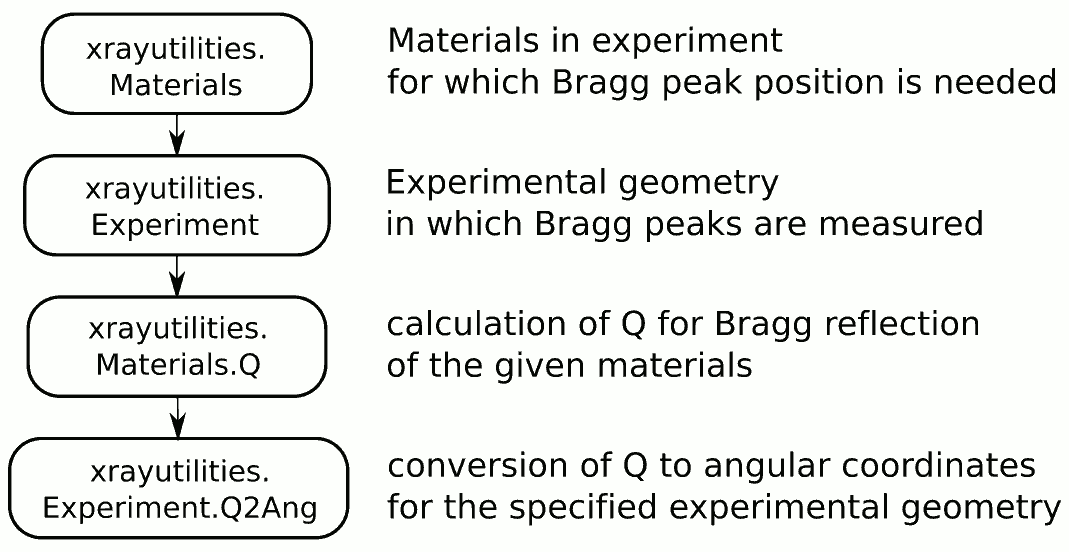 xrayutilities.
Materials
Materials in experiment
for which Bragg peak position is needed
xrayutilities.
Experiment
Experimental geometry
in which Bragg peaks are measured
xrayutilities.
Materials.Q
calculation of Q for Bragg reflection
of the given materials
xrayutilities.
Experiment.Q2Ang
conversion of Q to angular coordinates
for the specified experimental geometry